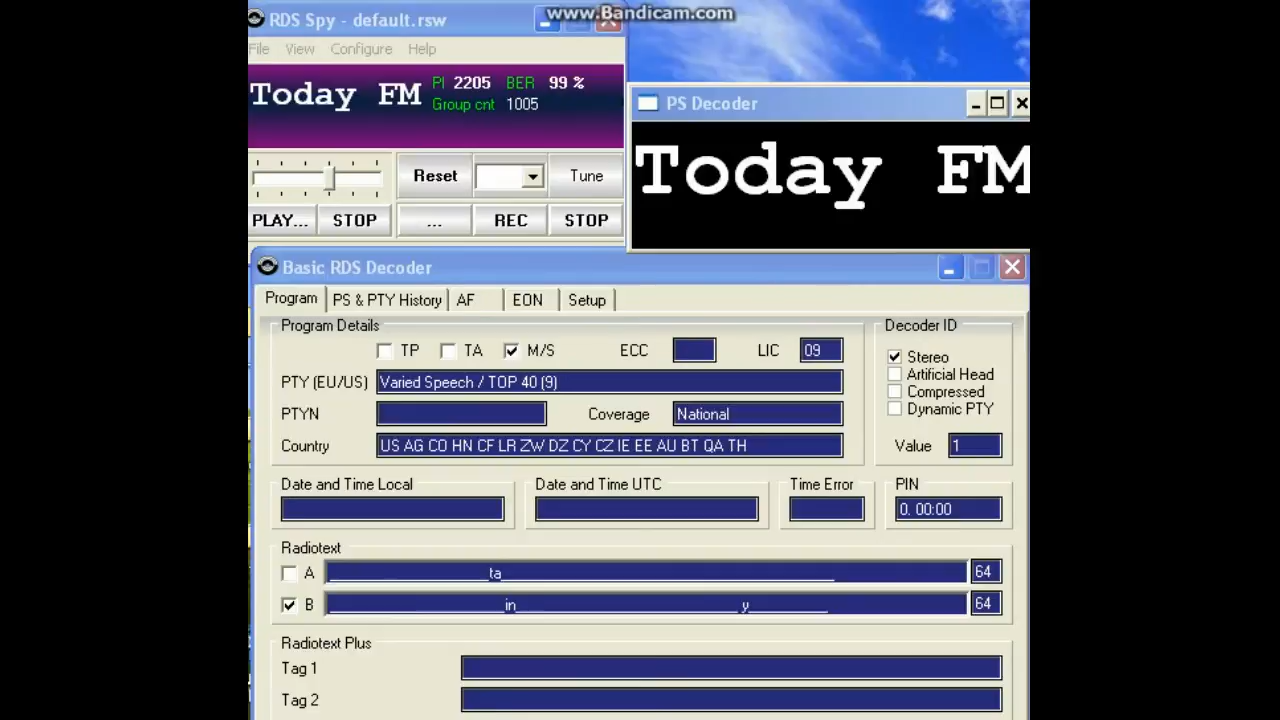 www.Bandicam.com
RDS Spy - default.rsw
File View Configure Help
Today FM PI 2205 BER 99 %
Group cnt 1005
PS Decoder
Today FM
Reset Tune
PLAY... STOP ... REC STOP
Basic RDS Decoder
Program PS & PTY History AF EON Setup
Program Details
TP TA M/S ECC LIC 09
PTY (EU/US) Varied Speech / TOP 40 (9)
PTYN Coverage National
Country US AG CO HN CF LR ZW DZ CY CZ IE EE AU BT QA TH
Decoder ID
Stereo
Artificial Head
Compressed
Dynamic PTY
Value 1
Date and Time Local Date and Time UTC Time Error PIN
0. 00:00
Radiotext
A ____________________ta__________________________________________ 64
B ______________________in____________________________y__________ 64
Radiotext Plus
Tag 1
Tag 2